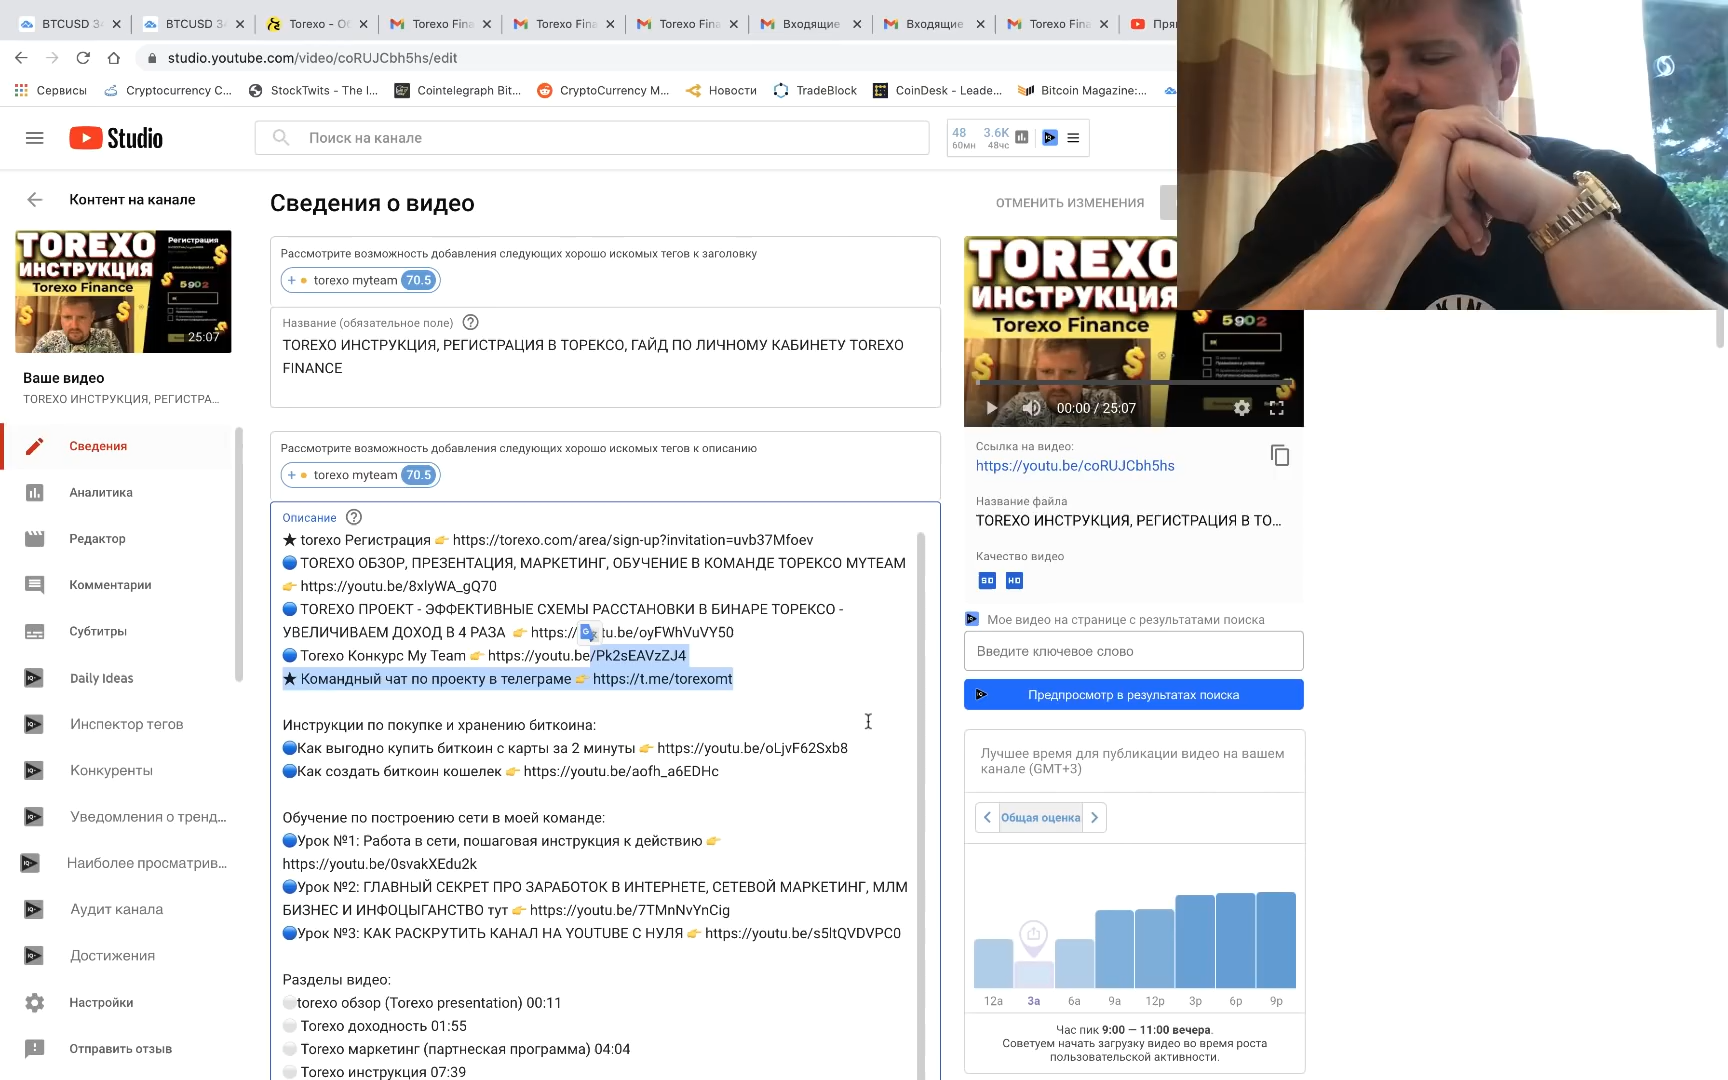 BTCUSD 34
BTCUSD 34
Torexo - О
Torexo Fina
Torexo Fina
Torexo Fina
Входящие
Входящие
Torexo Fina
Пря
studio.youtube.com/video/coRUJCbh5hs/edit
Сервисы
Cryptocurrency C...
StockTwits - The l...
Cointelegraph Bit...
CryptoCurrency M...
Новости
TradeBlock
CoinDesk - Leade...
Bitcoin Magazine:...
Studio
Поиск на канале
48
60мн
3.6K
48чс
Контент на канале
Сведения о видео
ОТМЕНИТЬ ИЗМЕНЕНИЯ
TOREXO
ИНСТРУКЦИЯ
Torexo Finance
Регистрация
5902
25:07
Ваше видео
TOREXO ИНСТРУКЦИЯ, РЕГИСТРА...
Сведения
Аналитика
Редактор
Комментарии
Субтитры
Daily Ideas
Инспектор тегов
Конкуренты
Уведомления о тренд...
Наиболее просматрив...
Аудит канала
Достижения
Настройки
Отправить отзыв
Рассмотрите возможность добавления следующих хорошо искомых тегов к заголовку
+ torexo myteam 70.5
Название (обязательное поле)
TOREXO ИНСТРУКЦИЯ, РЕГИСТРАЦИЯ В ТОРЕКСО, ГАЙД ПО ЛИЧНОМУ КАБИНЕТУ TOREXO
FINANCE
Рассмотрите возможность добавления следующих хорошо искомых тегов к описанию
+ torexo myteam 70.5
Описание
★ torexo Регистрация 👉 https://torexo.com/area/sign-up?invitation=uvb37Mfoev
🔵 TOREXO ОБЗОР, ПРЕЗЕНТАЦИЯ, МАРКЕТИНГ, ОБУЧЕНИЕ В КОМАНДЕ ТОРЕКСО MYTEAM
👉 https://youtu.be/8xlyWA_gQ70
🔵 TOREXO ПРОЕКТ - ЭФФЕКТИВНЫЕ СХЕМЫ РАССТАНОВКИ В БИНАРЕ ТОРЕКСО -
УВЕЛИЧИВАЕМ ДОХОД В 4 РАЗА 👉 https:// tu.be/oyFWhVuVY50
🔵 Torexo Конкурс My Team 👉 https://youtu.be/Pk2sEAVzZJ4
★ Командный чат по проекту в телеграме 👉 https://t.me/torexomt
Инструкции по покупке и хранению биткоина:
🔵Как выгодно купить биткоин с карты за 2 минуты 👉 https://youtu.be/oLjvF62Sxb8
🔵Как создать биткоин кошелек 👉 https://youtu.be/aofh_a6EDHc
Обучение по построению сети в моей команде:
🔵Урок №1: Работа в сети, пошаговая инструкция к действию 👉
https://youtu.be/0svakXEdu2k
🔵Урок №2: ГЛАВНЫЙ СЕКРЕТ ПРО ЗАРАБОТОК В ИНТЕРНЕТЕ, СЕТЕВОЙ МАРКЕТИНГ, МЛМ
БИЗНЕС И ИНФОЦЫГАНСТВО тут 👉 https://youtu.be/7TMnNvYnCig
🔵Урок №3: КАК РАСКРУТИТЬ КАНАЛ НА YOUTUBE С НУЛЯ 👉 https://youtu.be/s5ltQVDVPC0
Разделы видео:
⚪torexo обзор (Torexo presentation) 00:11
⚪ Torexo доходность 01:55
⚪ Torexo маркетинг (партнеская программа) 04:04
⚪ Torexo инструкция 07:39
TOREXO
ИНСТРУКЦИЯ
Torexo Finance
5902
00:00 / 25:07
Ссылка на видео:
https://youtu.be/coRUJCbh5hs
Название файла
TOREXO ИНСТРУКЦИЯ, РЕГИСТРАЦИЯ В ТО...
Качество видео
SD HD
Мое видео на странице с результатами поиска
Введите ключевое слово
Предпросмотр в результатах поиска
Лучшее время для публикации видео на вашем
канале (GMT+3)
Общая оценка
12a 3a 6a 9a 12p 3p 6p 9p
Час пик 9:00 — 11:00 вечера.
Советуем начать загрузку видео во время роста
пользовательской активности.